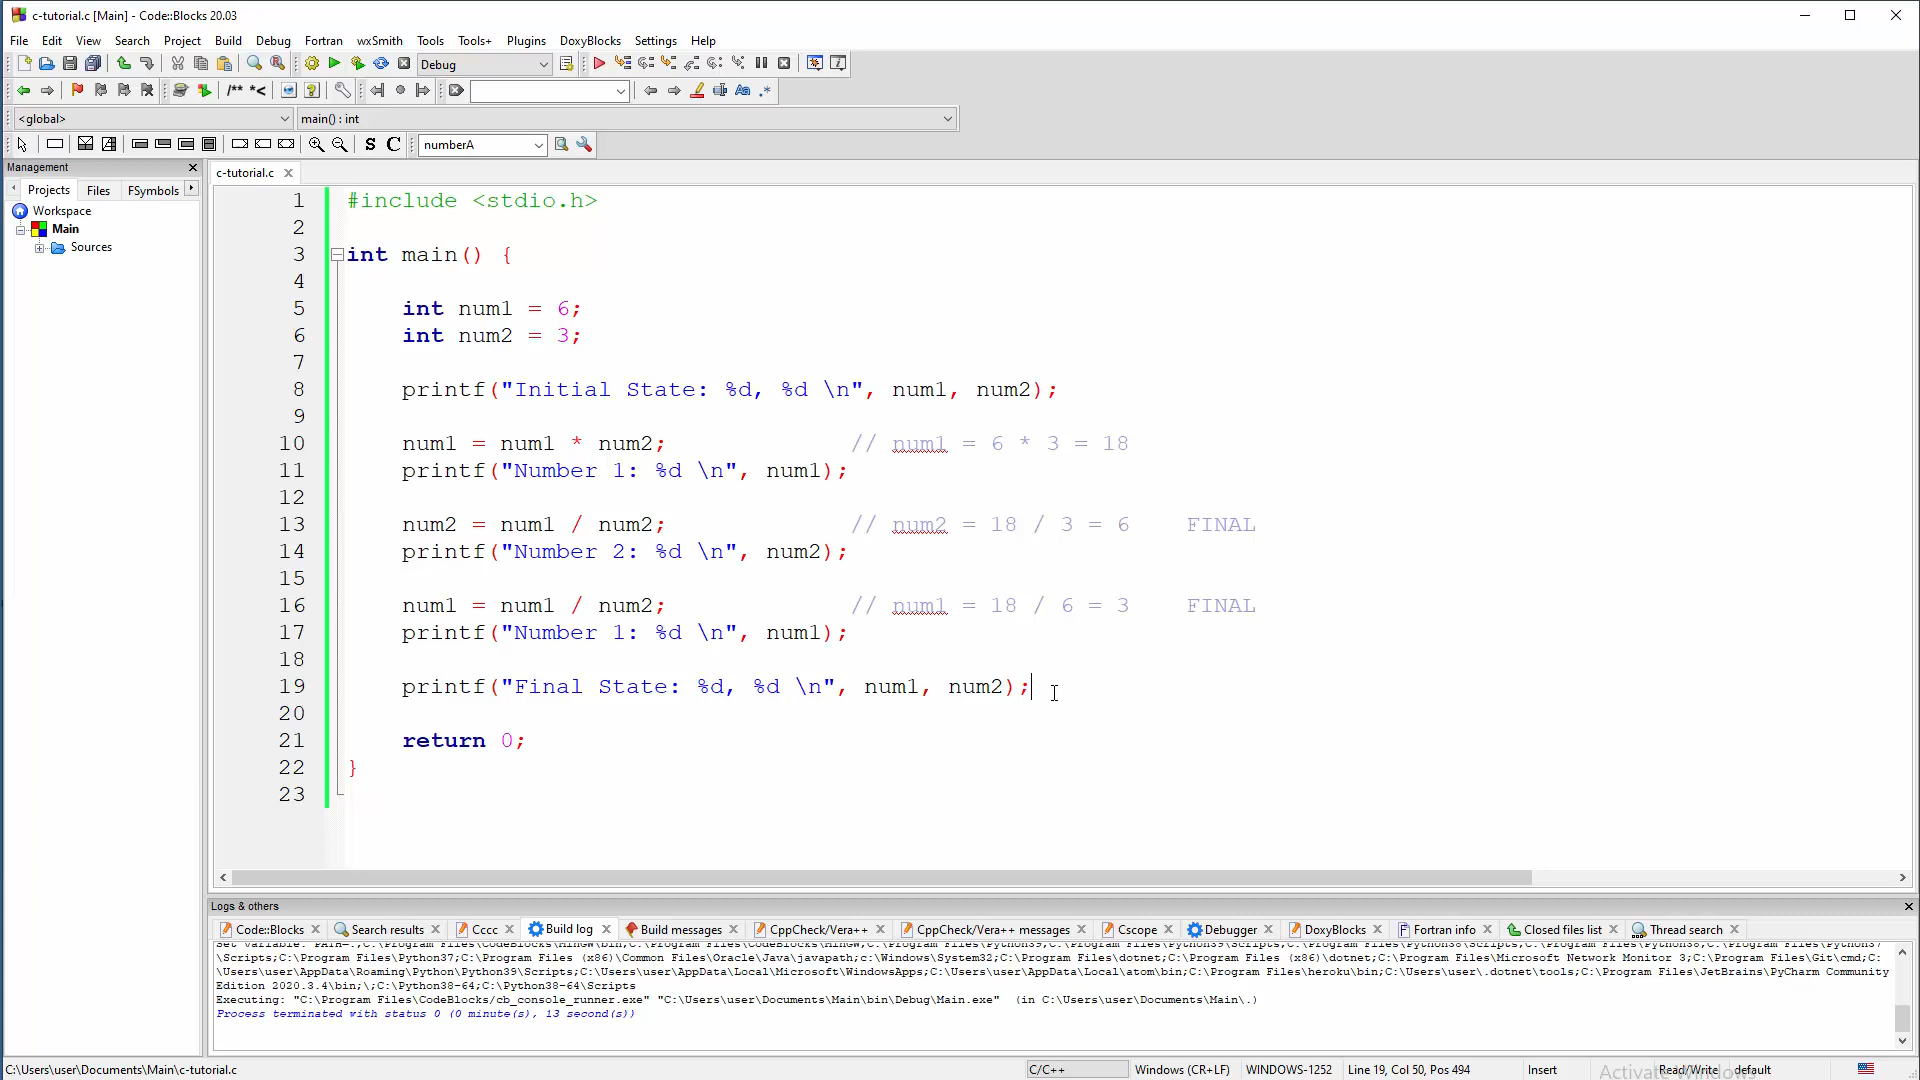 c-tutorial.c [Main] - Code::Blocks 20.03
File Edit View Search Project Build Debug Fortran wxSmith Tools Tools+ Plugins DoxyBlocks Settings Help
Debug
/** *<
<global> main() : int
S C numberA
Management
Projects Files FSymbols
Workspace
Main
Sources
c-tutorial.c
1 #include <stdio.h>
2
3 int main() {
4
5 int num1 = 6;
6 int num2 = 3;
7
8 printf("Initial State: %d, %d \n", num1, num2);
9
10 num1 = num1 * num2; // num1 = 6 * 3 = 18
11 printf("Number 1: %d \n", num1);
12
13 num2 = num1 / num2; // num2 = 18 / 3 = 6 FINAL
14 printf("Number 2: %d \n", num2);
15
16 num1 = num1 / num2; // num1 = 18 / 6 = 3 FINAL
17 printf("Number 1: %d \n", num1);
18
19 printf("Final State: %d, %d \n", num1, num2);
20
21 return 0;
22 }
23
Logs & others
Code::Blocks Search results Cccc Build log Build messages CppCheck/Vera++ CppCheck/Vera++ messages Cscope Debugger DoxyBlocks Fortran info Closed files list Thread search
\Scripts;C:\Program Files\Python37;C:\Program Files (x86)\Common Files\Oracle\Java\javapath;c:\Windows\System32;C:\Program Files\dotnet;C:\Program Files (x86)\dotnet;C:\Program Files\Microsoft Network Monitor 3;C:\Program Files\Git\cmd;C:
\Users\user\AppData\Roaming\Python\Python39\Scripts;C:\Users\user\AppData\Local\Microsoft\WindowsApps;C:\Users\user\AppData\Local\atom\bin;C:\Program Files\heroku\bin;C:\Users\user\.dotnet\tools;C:\Program Files\JetBrains\PyCharm Community
Edition 2020.3.4\bin;\;C:\Python38-64;C:\Python38-64\Scripts
Executing: "C:\Program Files\CodeBlocks/cb_console_runner.exe" "C:\Users\user\Documents\Main\bin\Debug\Main.exe" (in C:\Users\user\Documents\Main\.)
Process terminated with status 0 (0 minute(s), 13 second(s))
C:\Users\user\Documents\Main\c-tutorial.c C/C++ Windows (CR+LF) WINDOWS-1252 Line 19, Col 50, Pos 494 Insert Read/Write default
Activate Windows